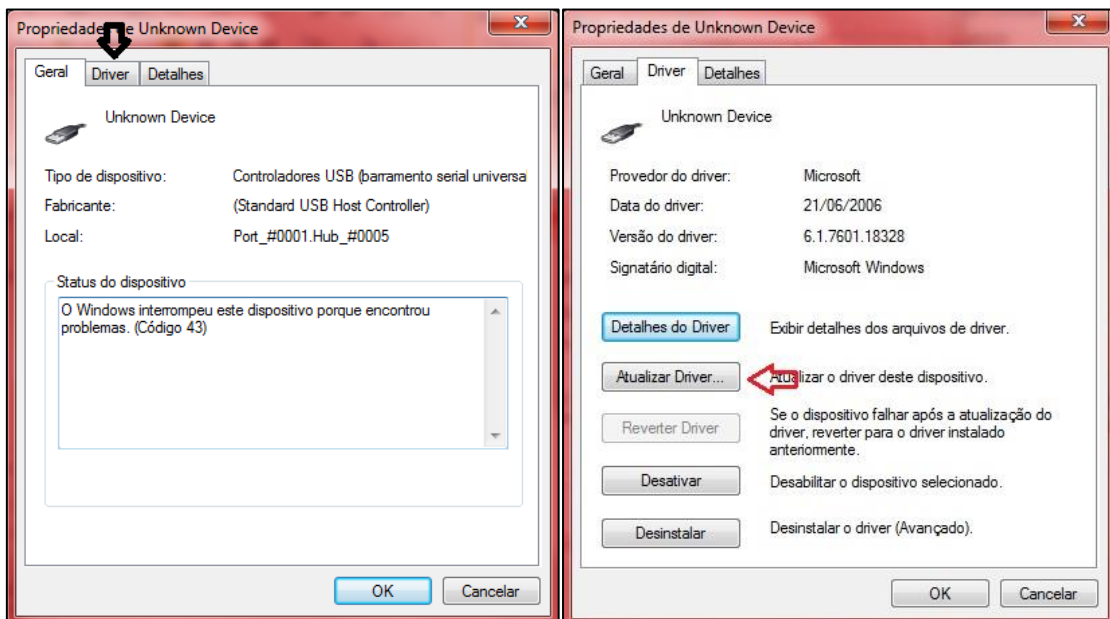 Propriedades de Unknown Device
Geral
Driver
Detalhes
Unknown Device
Tipo de dispositivo: Controladores USB (barramento serial universal
Fabricante: (Standard USB Host Controller)
Local: Port_#0001.Hub_#0005
Status do dispositivo
O Windows interrompeu este dispositivo porque encontrou
problemas. (Código 43)
OK
Cancelar
Propriedades de Unknown Device
Geral
Driver
Detalhes
Unknown Device
Provedor do driver: Microsoft
Data do driver: 21/06/2006
Versão do driver: 6.1.7601.18328
Signatário digital: Microsoft Windows
Detalhes do Driver
Exibir detalhes dos arquivos de driver.
Atualizar Driver...
Atualizar o driver deste dispositivo.
Reverter Driver
Se o dispositivo falhar após a atualização do
driver, reverter para o driver instalado
anteriormente.
Desativar
Desabilitar o dispositivo selecionado.
Desinstalar
Desinstalar o driver (Avançado).
OK
Cancelar